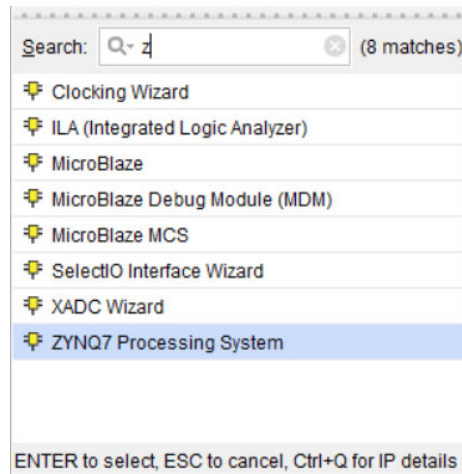 Search: z (8 matches)
Clocking Wizard
ILA (Integrated Logic Analyzer)
MicroBlaze
MicroBlaze Debug Module (MDM)
MicroBlaze MCS
SelectIO Interface Wizard
XADC Wizard
ZYNQ7 Processing System
ENTER to select, ESC to cancel, Ctrl+Q for IP details